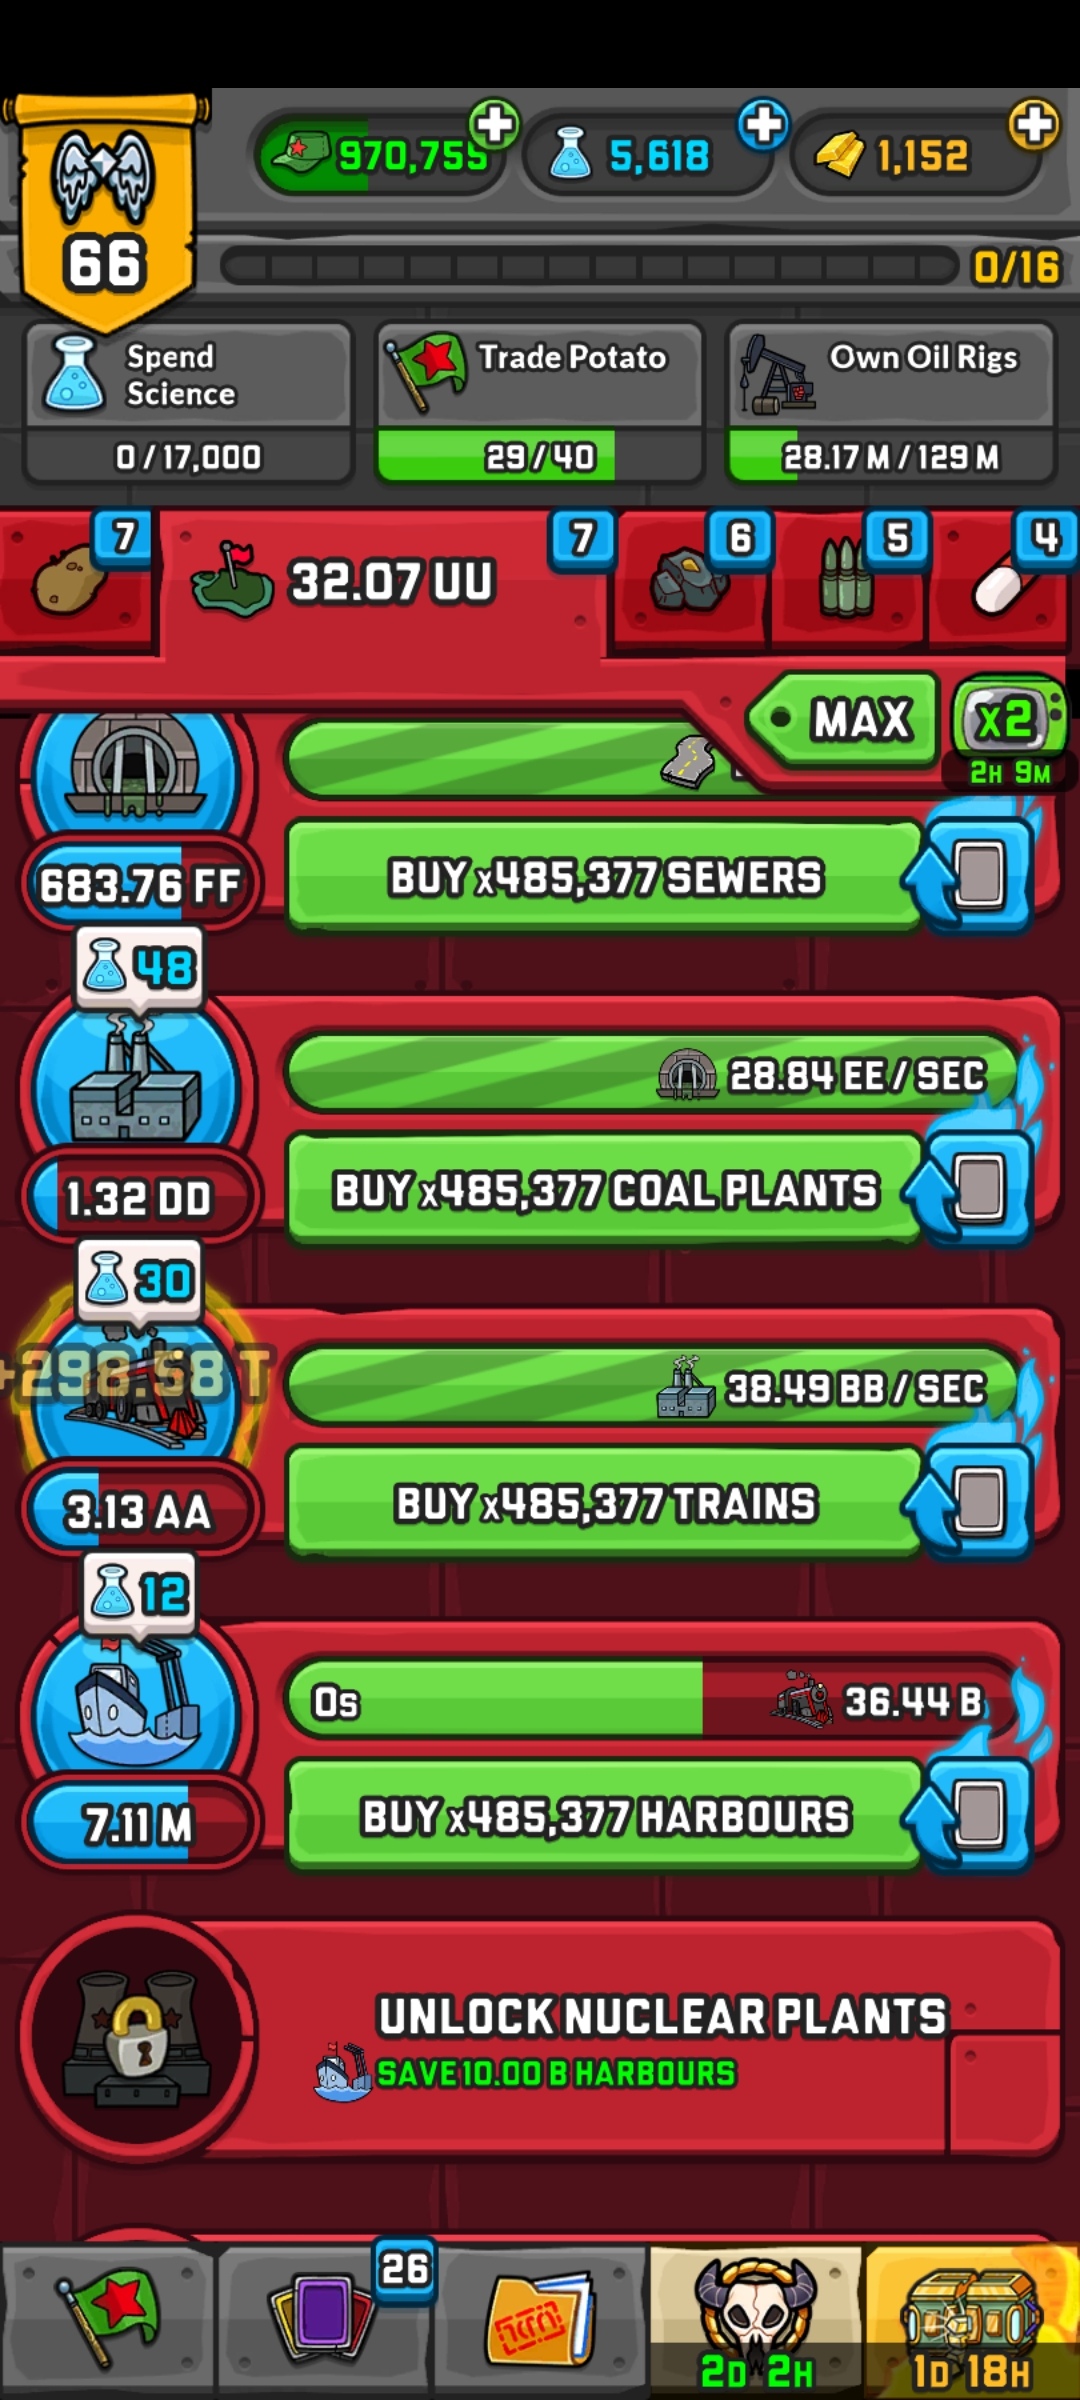 970,755
5,618
1,152
66
0/16
Spend
Science
Trade Potato
Own Oil Rigs
0 / 17,000
29 / 40
28.17 M / 129 M
7
32.07 UU
7
6
5
4
MAX
x2
2H 9M
683.76 FF
BUY x485,377 SEWERS
48
28.84 EE / SEC
1.32 DD
BUY x485,377 COAL PLANTS
30
+298.58 T
38.49 BB / SEC
3.13 AA
BUY x485,377 TRAINS
12
0s
36.44 B
7.11 M
BUY x485,377 HARBOURS
UNLOCK NUCLEAR PLANTS
SAVE 10.00 B HARBOURS
26
2D 2H
1D 18H